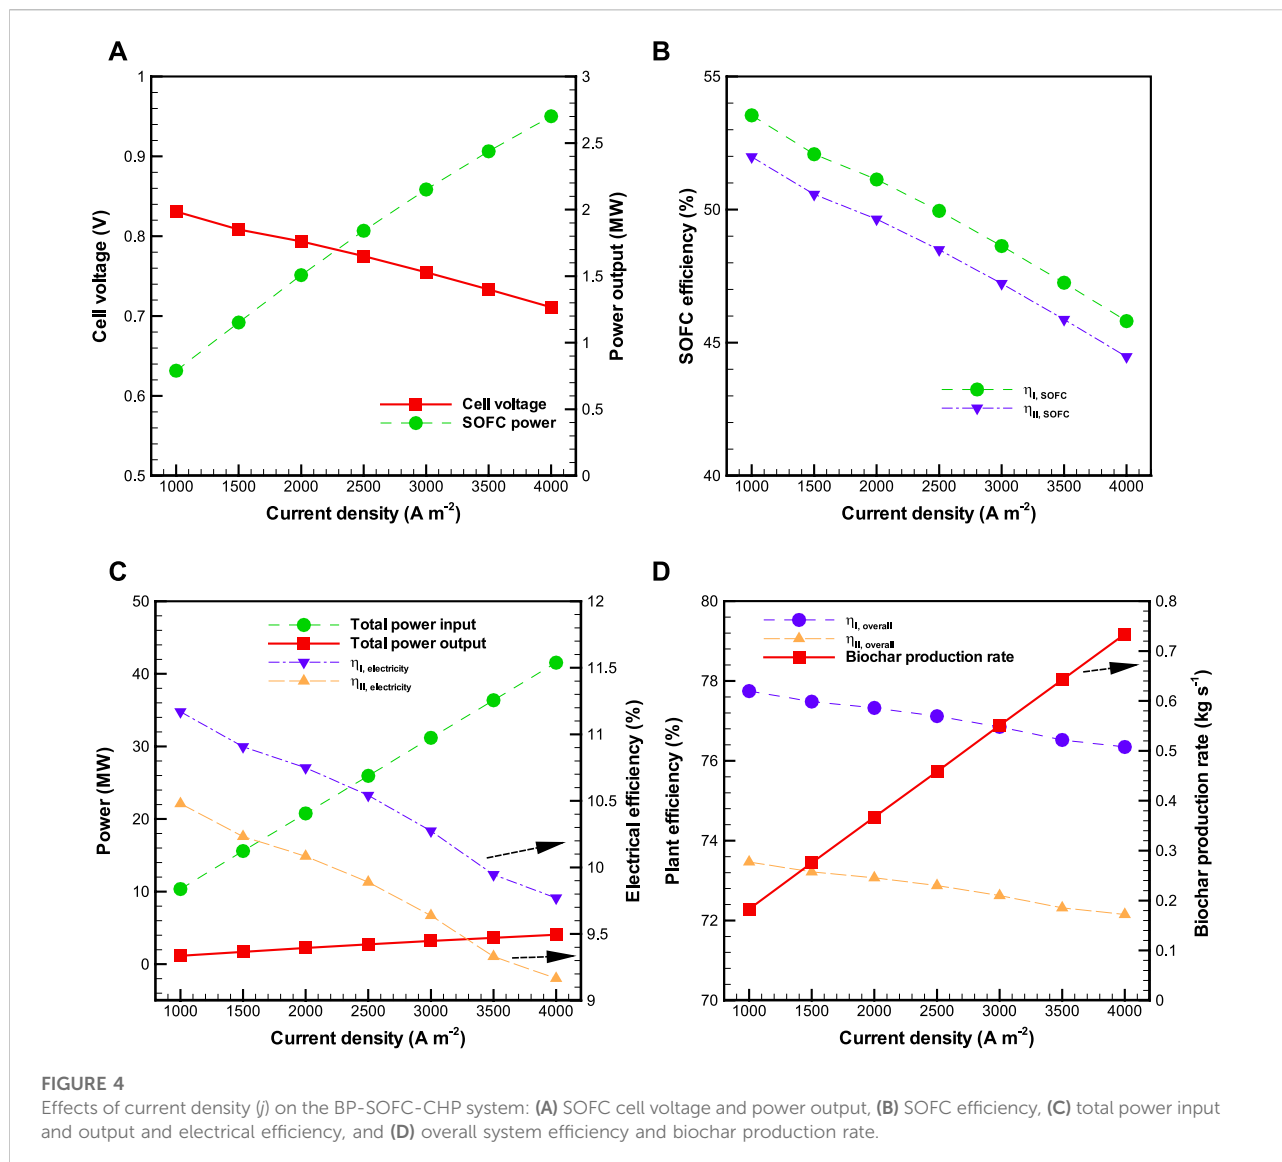 A
1
0.9
0.8
0.7
0.6
0.5
Cell voltage (V)
3
2.5
2
1.5
1
0.5
0
Power output (MW)
Cell voltage
SOFC power
1000 1500 2000 2500 3000 3500 4000
Current density (A m⁻²)
B
55
50
45
40
SOFC efficiency (%)
η_I, SOFC
η_II, SOFC
1000 1500 2000 2500 3000 3500 4000
Current density (A m⁻²)
C
50
40
30
20
10
0
Power (MW)
12
11.5
11
10.5
10
9.5
9
Electrical efficiency (%)
Total power input
Total power output
η_I, electricity
η_II, electricity
1000 1500 2000 2500 3000 3500 4000
Current density (A m⁻²)
D
80
78
76
74
72
70
Plant efficiency (%)
0.8
0.7
0.6
0.5
0.4
0.3
0.2
0.1
0
Biochar production rate (kg s⁻¹)
η_I, overall
η_II, overall
Biochar production rate
1000 1500 2000 2500 3000 3500 4000
Current density (A m⁻²)
FIGURE 4
Effects of current density (j) on the BP-SOFC-CHP system: (A) SOFC cell voltage and power output, (B) SOFC efficiency, (C) total power input
and output and electrical efficiency, and (D) overall system efficiency and biochar production rate.